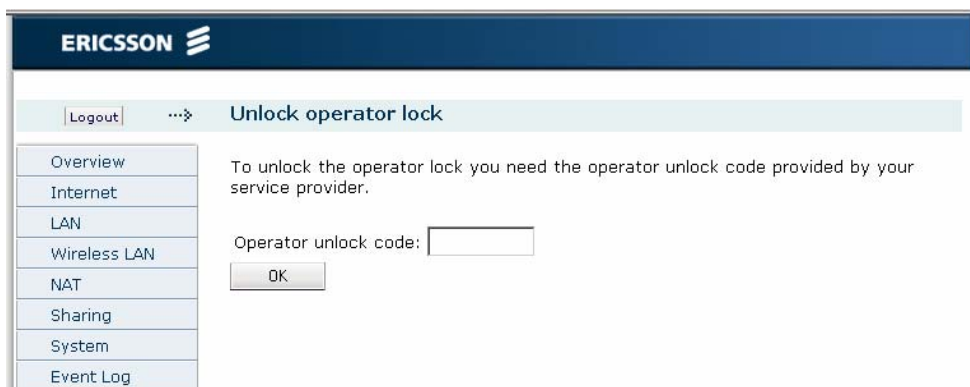 ERICSSON
Logout
Unlock operator lock
Overview
Internet
LAN
Wireless LAN
NAT
Sharing
System
Event Log
To unlock the operator lock you need the operator unlock code provided by your
service provider.
Operator unlock code:
OK